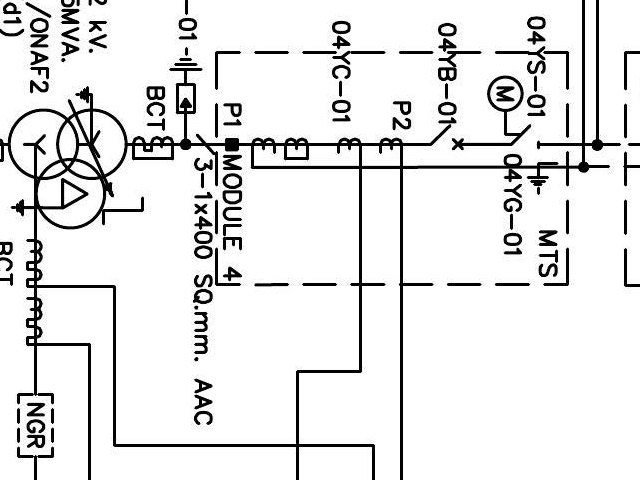 2 kV.
5MVA.
/ONAF2
d1)
-01
BCT
P1
MODULE 4
3-1x400 SQ.mm. AAC
04YC-01
P2
04YB-01
04YS-01
M
04YG-01
MTS
BCT
NGR